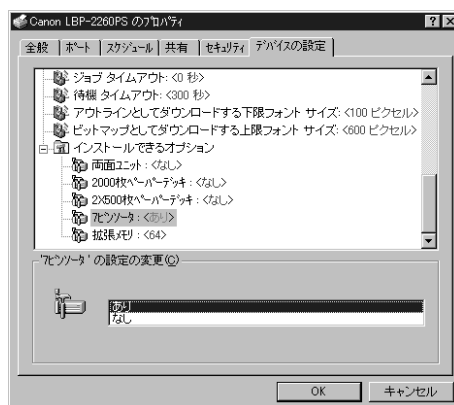 Canon LBP-2260PS のプロパティ
全般 ポート スケジュール 共有 セキュリティ デバイスの設定
ジョブ タイムアウト: <0 秒>
待機 タイムアウト: <300 秒>
アウトラインとしてダウンロードする下限フォント サイズ: <100 ピクセル>
ビットマップとしてダウンロードする上限フォント サイズ: <600 ピクセル>
インストールできるオプション
両面ユニット: <なし>
2000枚ペーパーデッキ: <なし>
2X500枚ペーパーデッキ: <なし>
7ビンソータ: <あり>
拡張メモリ: <64>
'7ビンソータ' の設定の変更(C)
あり
なし
OK キャンセル